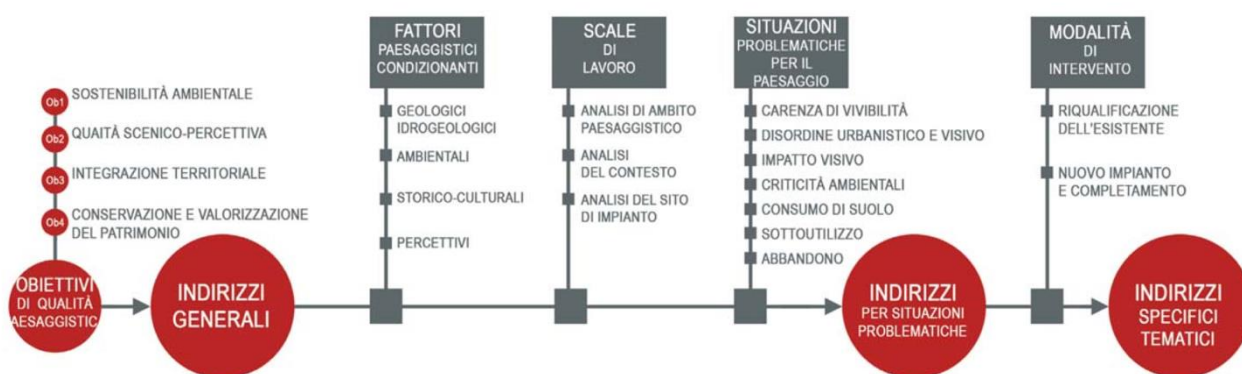 FATTORI
PAESAGGISTICI
CONDIZIONANTI
SCALE
DI
LAVORO
SITUAZIONI
PROBLEMATICHE
PER IL
PAESAGGIO
MODALITÀ
DI
INTERVENTO
Ob1
SOSTENIBILITÀ AMBIENTALE
Ob2
QUAITÀ SCENICO-PERCETTIVA
Ob3
INTEGRAZIONE TERRITORIALE
Ob4
CONSERVAZIONE E VALORIZZAZIONE
DEL PATRIMONIO
GEOLOGICI
IDROGEOLOGICI
AMBIENTALI
STORICO-CULTURALI
PERCETTIVI
ANALISI DI AMBITO
PAESAGGISTICO
ANALISI
DEL CONTESTO
ANALISI DEL SITO
DI IMPIANTO
CARENZA DI VIVIBILITÀ
DISORDINE URBANISTICO E VISIVO
IMPATTO VISIVO
CRITICITÀ AMBIENTALI
CONSUMO DI SUOLO
SOTTOUTILIZZO
ABBANDONO
RIQUALIFICAZIONE
DELL'ESISTENTE
NUOVO IMPIANTO
E COMPLETAMENTO
OBIETTIVI
DI QUALITÀ
AESAGGISTIC
INDIRIZZI
GENERALI
INDIRIZZI
PER SITUAZIONI
PROBLEMATICHE
INDIRIZZI
SPECIFICI
TEMATICI